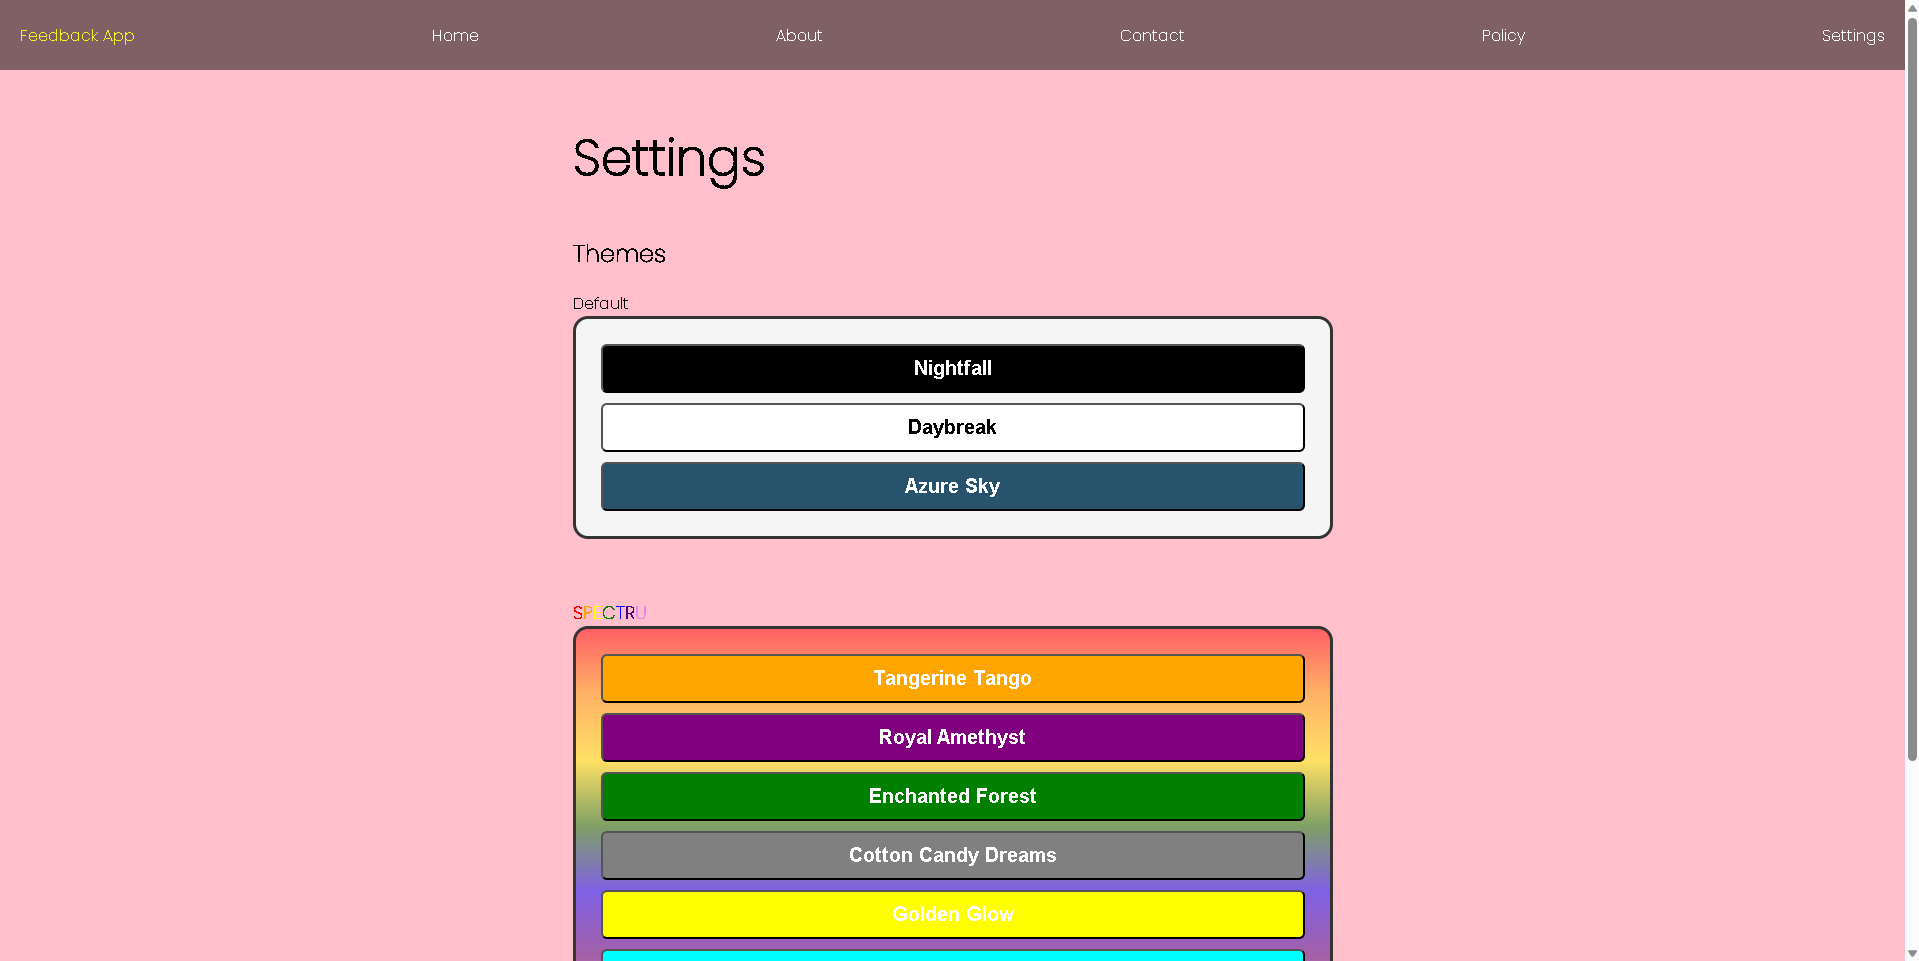 Feedback App Home About Contact Policy Settings
Settings
Themes
Default
Nightfall
Daybreak
Azure Sky
SPECTRU
Tangerine Tango
Royal Amethyst
Enchanted Forest
Cotton Candy Dreams
Golden Glow